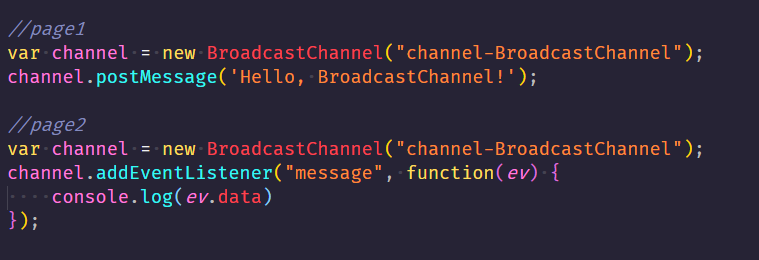 //page1
var channel = new BroadcastChannel("channel-BroadcastChannel");
channel.postMessage('Hello, BroadcastChannel!');

//page2
var channel = new BroadcastChannel("channel-BroadcastChannel");
channel.addEventListener("message", function(ev) {
    console.log(ev.data)
});